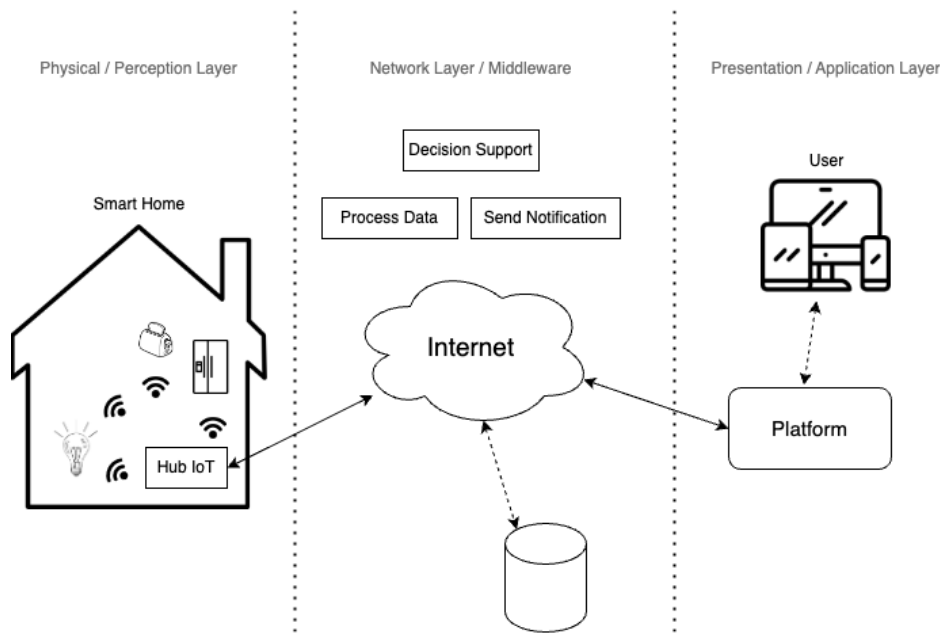 Physical / Perception Layer
Network Layer / Middleware
Presentation / Application Layer
Decision Support
User
Smart Home
Process Data
Send Notification
Internet
Platform
Hub IoT